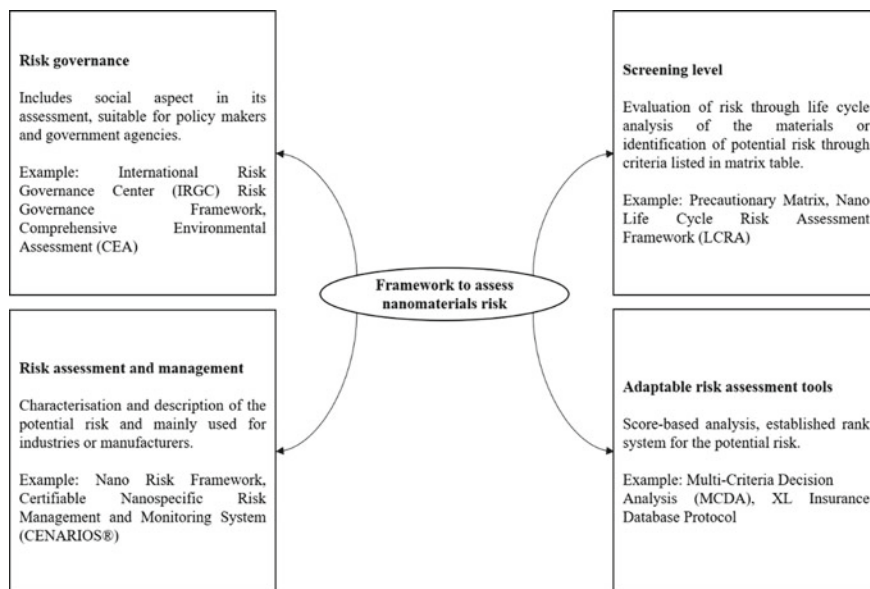 Risk governance
Includes social aspect in its
assessment, suitable for policy makers
and government agencies.
Example: International Risk
Governance Center (IRGC) Risk
Governance Framework,
Comprehensive Environmental
Assessment (CEA)
Screening level
Evaluation of risk through life cycle
analysis of the materials or
identification of potential risk through
criteria listed in matrix table.
Example: Precautionary Matrix, Nano
Life Cycle Risk Assessment
Framework (LCRA)
Framework to assess
nanomaterials risk
Risk assessment and management
Characterisation and description of the
potential risk and mainly used for
industries or manufacturers.
Example: Nano Risk Framework,
Certifiable Nanospecific Risk
Management and Monitoring System
(CENARIOS®)
Adaptable risk assessment tools
Score-based analysis, established rank
system for the potential risk.
Example: Multi-Criteria Decision
Analysis (MCDA), XL Insurance
Database Protocol